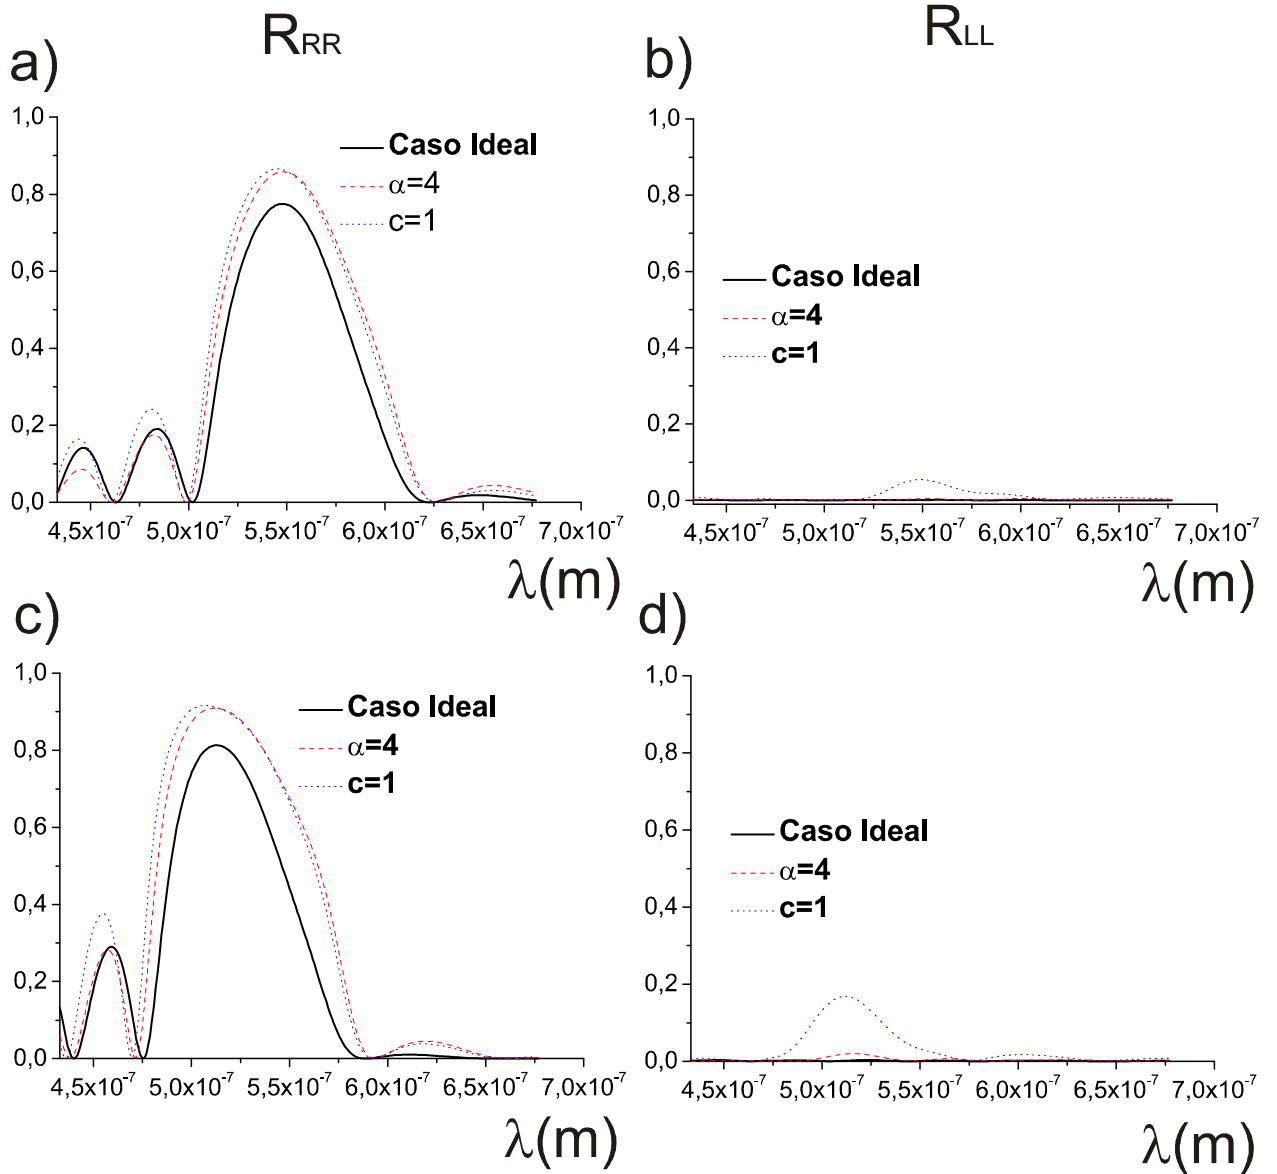 R_RR
R_LL
a)
1,0
0,8
0,6
0,4
0,2
0,0
Caso Ideal
α=4
c=1
4,5x10^-7 5,0x10^-7 5,5x10^-7 6,0x10^-7 6,5x10^-7 7,0x10^-7
λ(m)
b)
1,0
0,8
0,6
0,4
0,2
0,0
Caso Ideal
α=4
c=1
4,5x10^-7 5,0x10^-7 5,5x10^-7 6,0x10^-7 6,5x10^-7 7,0x10^-7
λ(m)
c)
1,0
0,8
0,6
0,4
0,2
0,0
Caso Ideal
α=4
c=1
4,5x10^-7 5,0x10^-7 5,5x10^-7 6,0x10^-7 6,5x10^-7 7,0x10^-7
λ(m)
d)
1,0
0,8
0,6
0,4
0,2
0,0
Caso Ideal
α=4
c=1
4,5x10^-7 5,0x10^-7 5,5x10^-7 6,0x10^-7 6,5x10^-7 7,0x10^-7
λ(m)